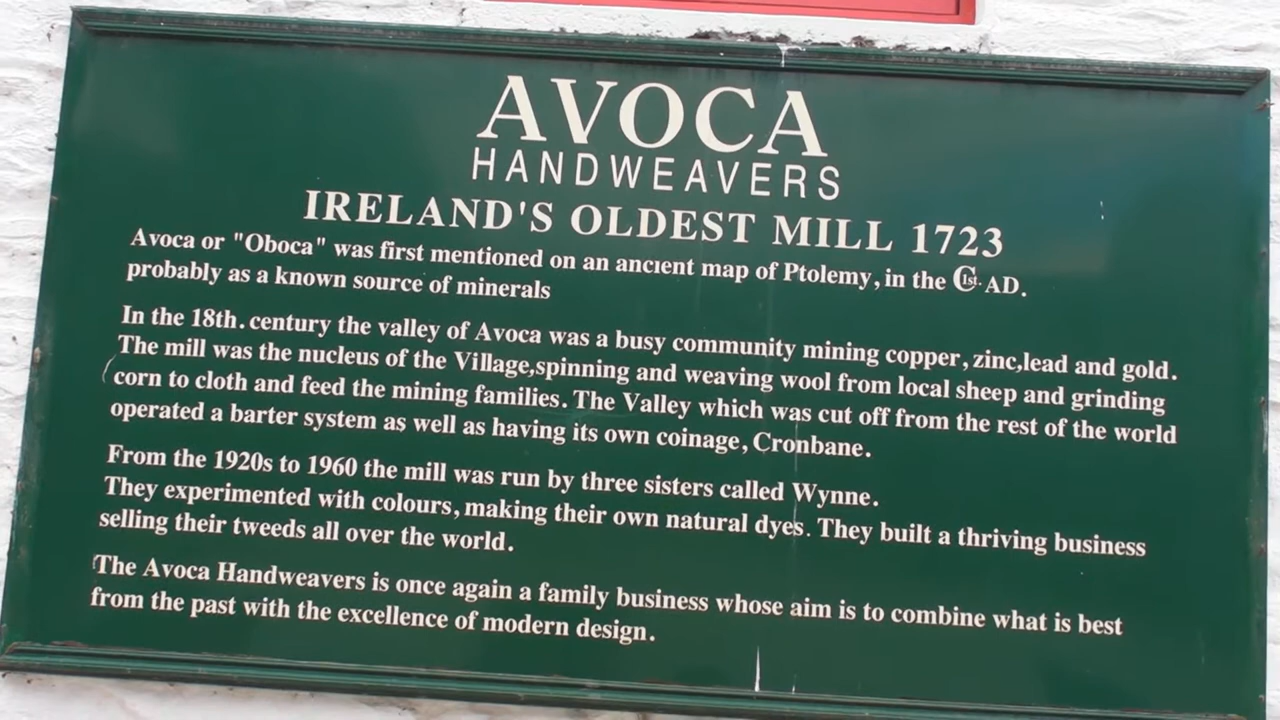 AVOCA
HANDWEAVERS
IRELAND'S OLDEST MILL 1723
Avoca or "Oboca" was first mentioned on an ancient map of Ptolemy, in the C1st. AD.
probably as a known source of minerals
In the 18th. century the valley of Avoca was a busy community mining copper, zinc,lead and gold.
The mill was the nucleus of the Village,spinning and weaving wool from local sheep and grinding
corn to cloth and feed the mining families. The Valley which was cut off from the rest of the world
operated a barter system as well as having its own coinage, Cronbane.
From the 1920s to 1960 the mill was run by three sisters called Wynne.
They experimented with colours, making their own natural dyes. They built a thriving business
selling their tweeds all over the world.
The Avoca Handweavers is once again a family business whose aim is to combine what is best
from the past with the excellence of modern design.